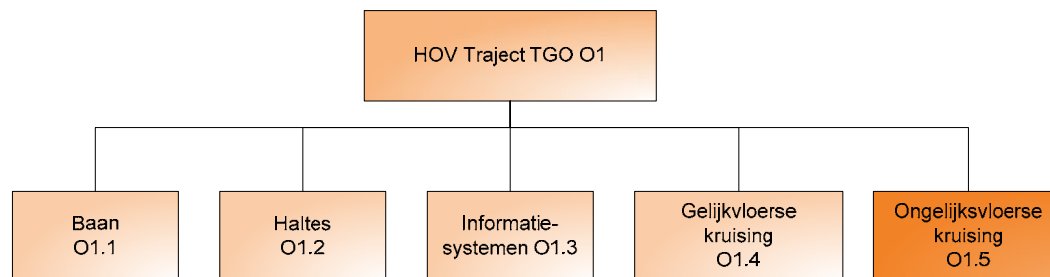 HOV Traject TGO O1
Baan
O1.1
Haltes
O1.2
Informatie-
systemen O1.3
Gelijkvloerse
kruising
O1.4
Ongelijksvloerse
kruising
O1.5